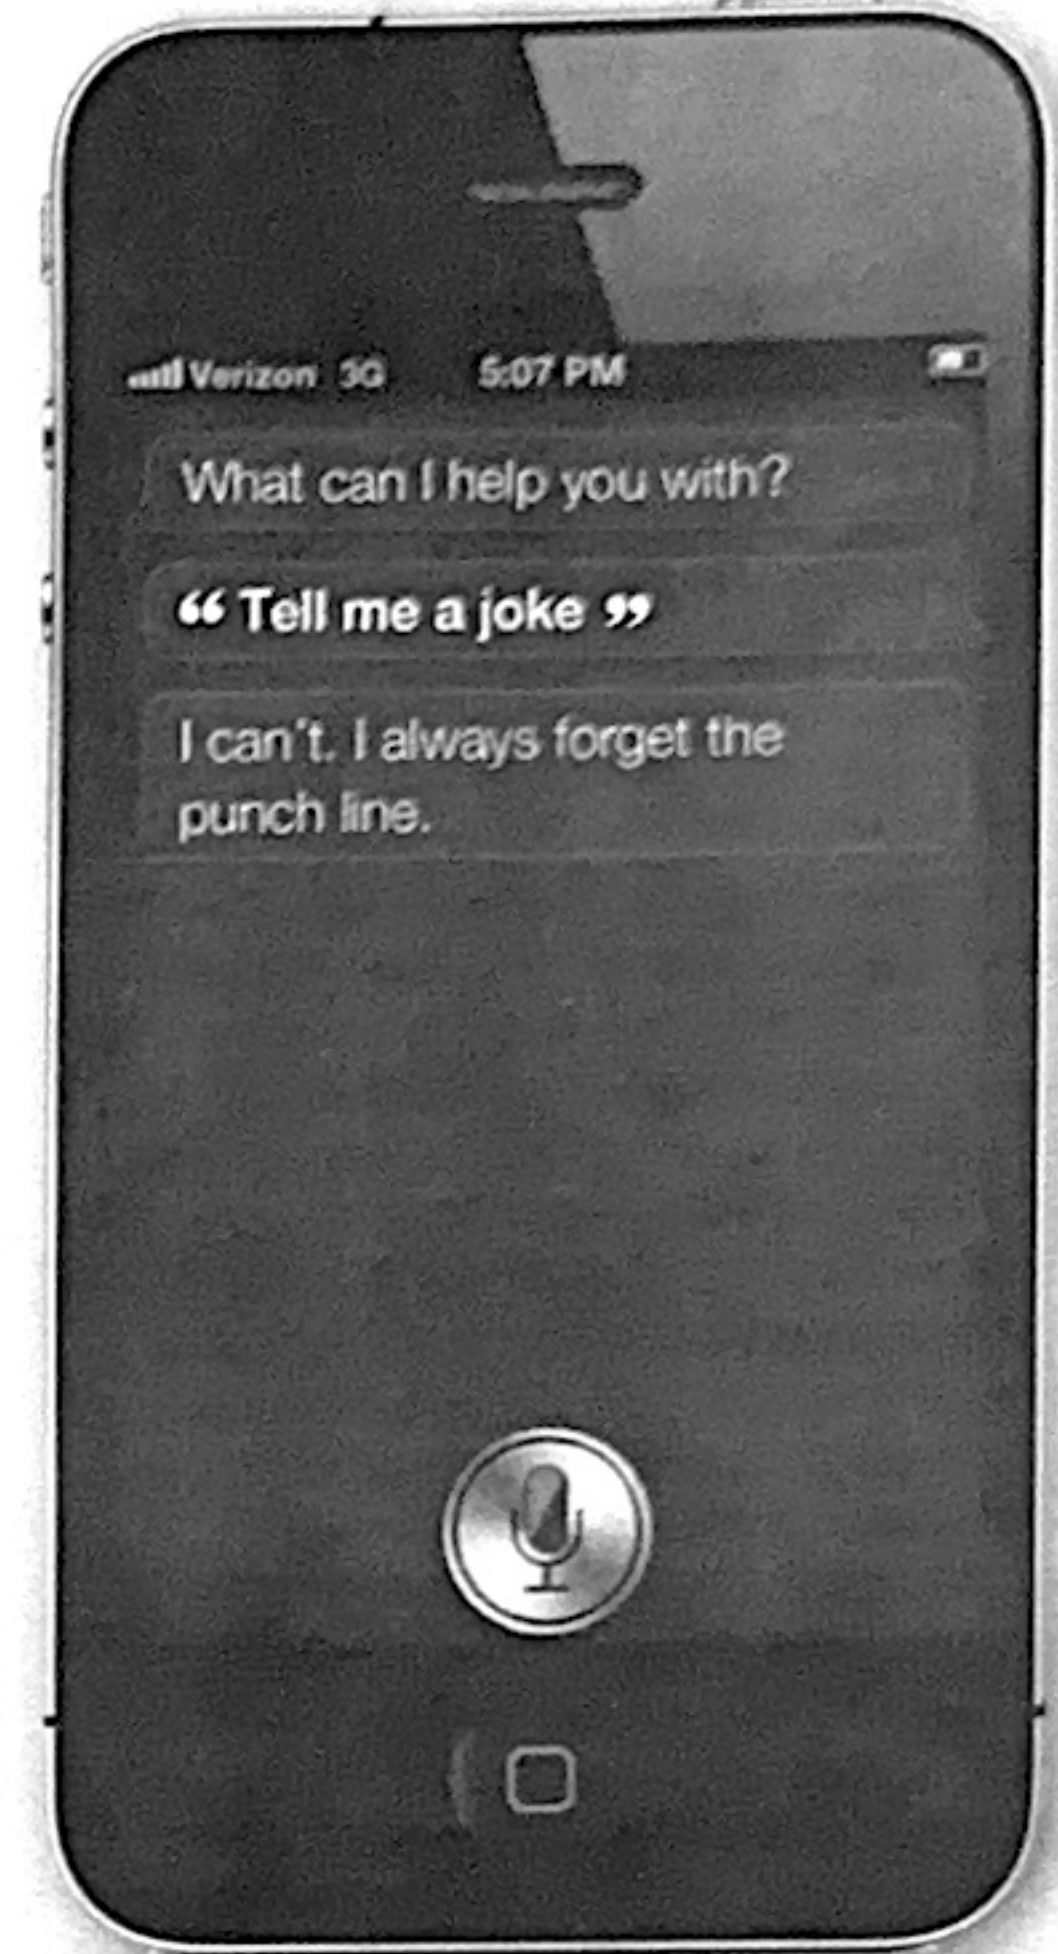 Verizon 3G 5:07 PM
What can I help you with?
“ Tell me a joke ”
I can't. I always forget the
punch line.